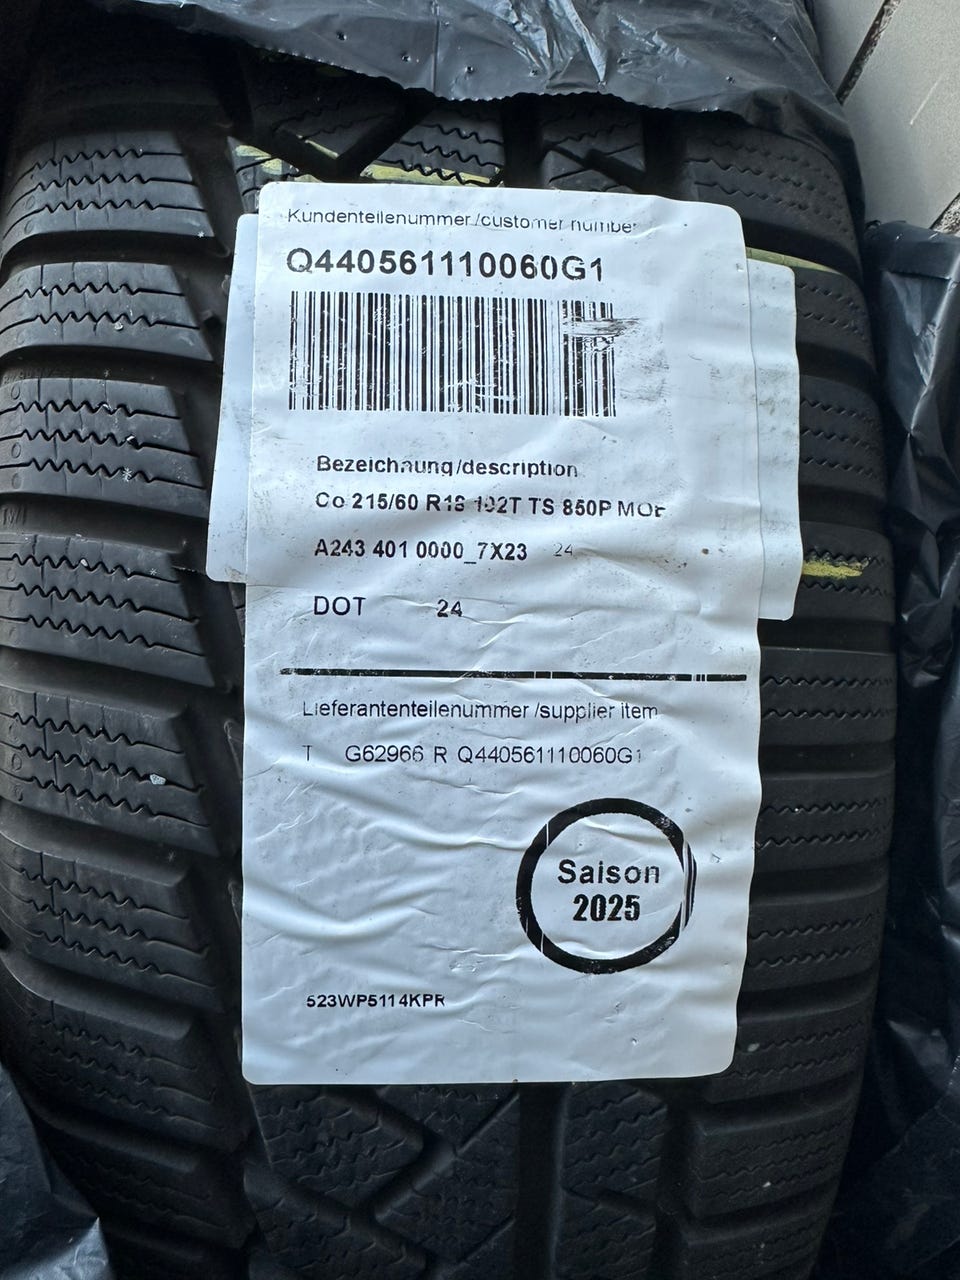 Kundenteilenummer/customer number
Q440561110060G1
Bezeichnung/description
Co 215/60 R18 102T TS 850P MOE
A243 401 0000_7X23 24
DOT 24
Lieferantenteilenummer/supplier item
T G62966 R Q440561110060G1
Saison
2025
523WP5114KPR